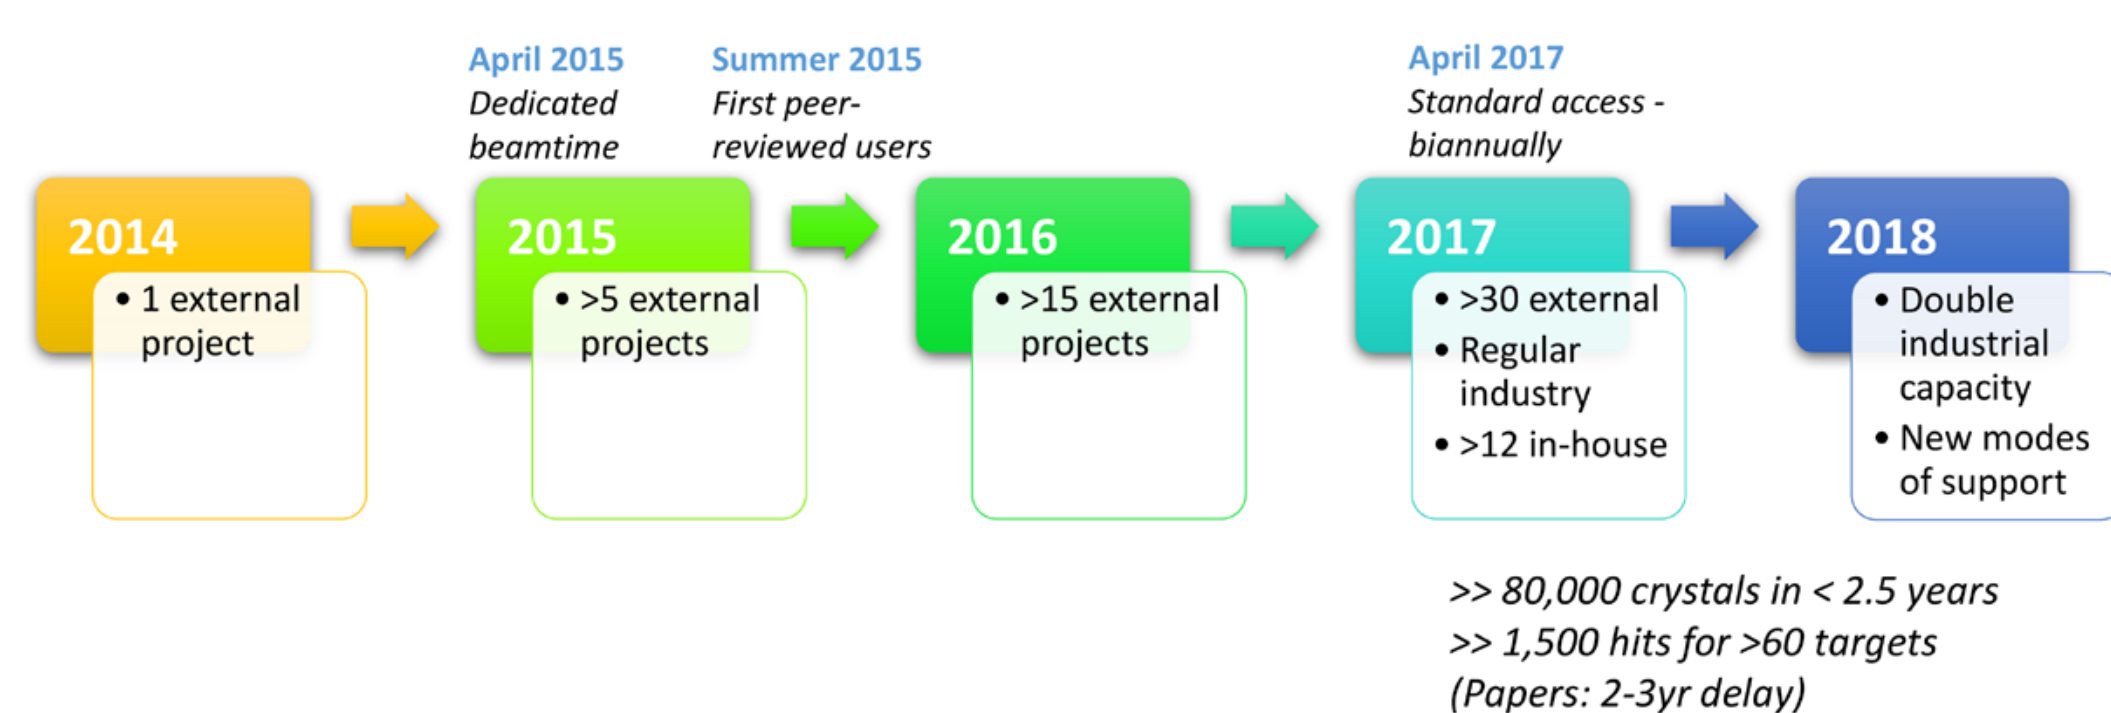 April 2015
Dedicated
beamtime
Summer 2015
First peer-
reviewed users
April 2017
Standard access -
biannually
2014
• 1 external
project
2015
• >5 external
projects
2016
• >15 external
projects
2017
• >30 external
• Regular
industry
• >12 in-house
2018
• Double
industrial
capacity
• New modes
of support
>> 80,000 crystals in < 2.5 years
>> 1,500 hits for >60 targets
(Papers: 2-3yr delay)